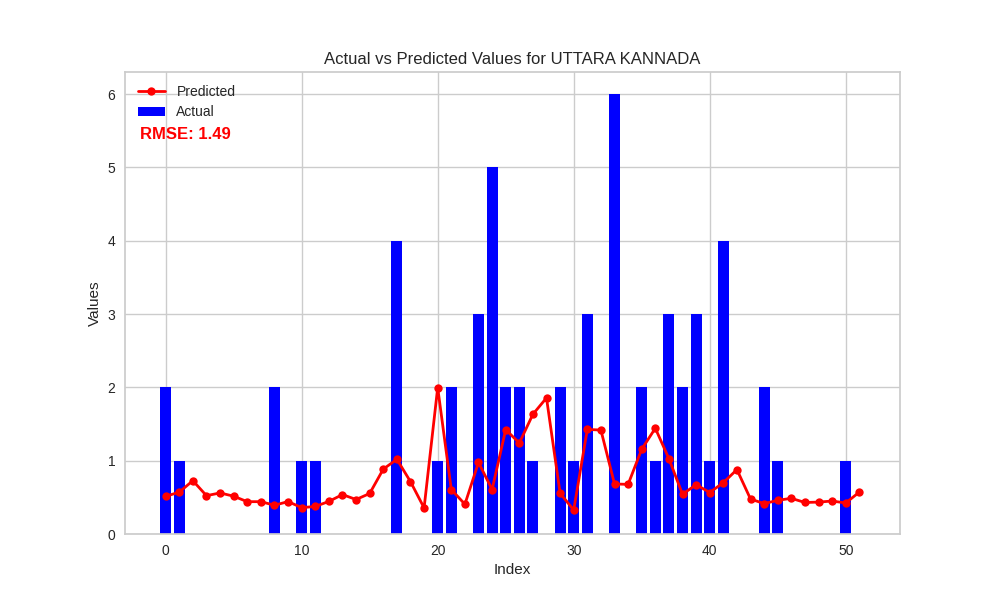 Actual vs Predicted Values for UTTARA KANNADA
Predicted
Actual
RMSE: 1.49
6
5
4
3
2
1
0
Values
0 10 20 30 40 50
Index